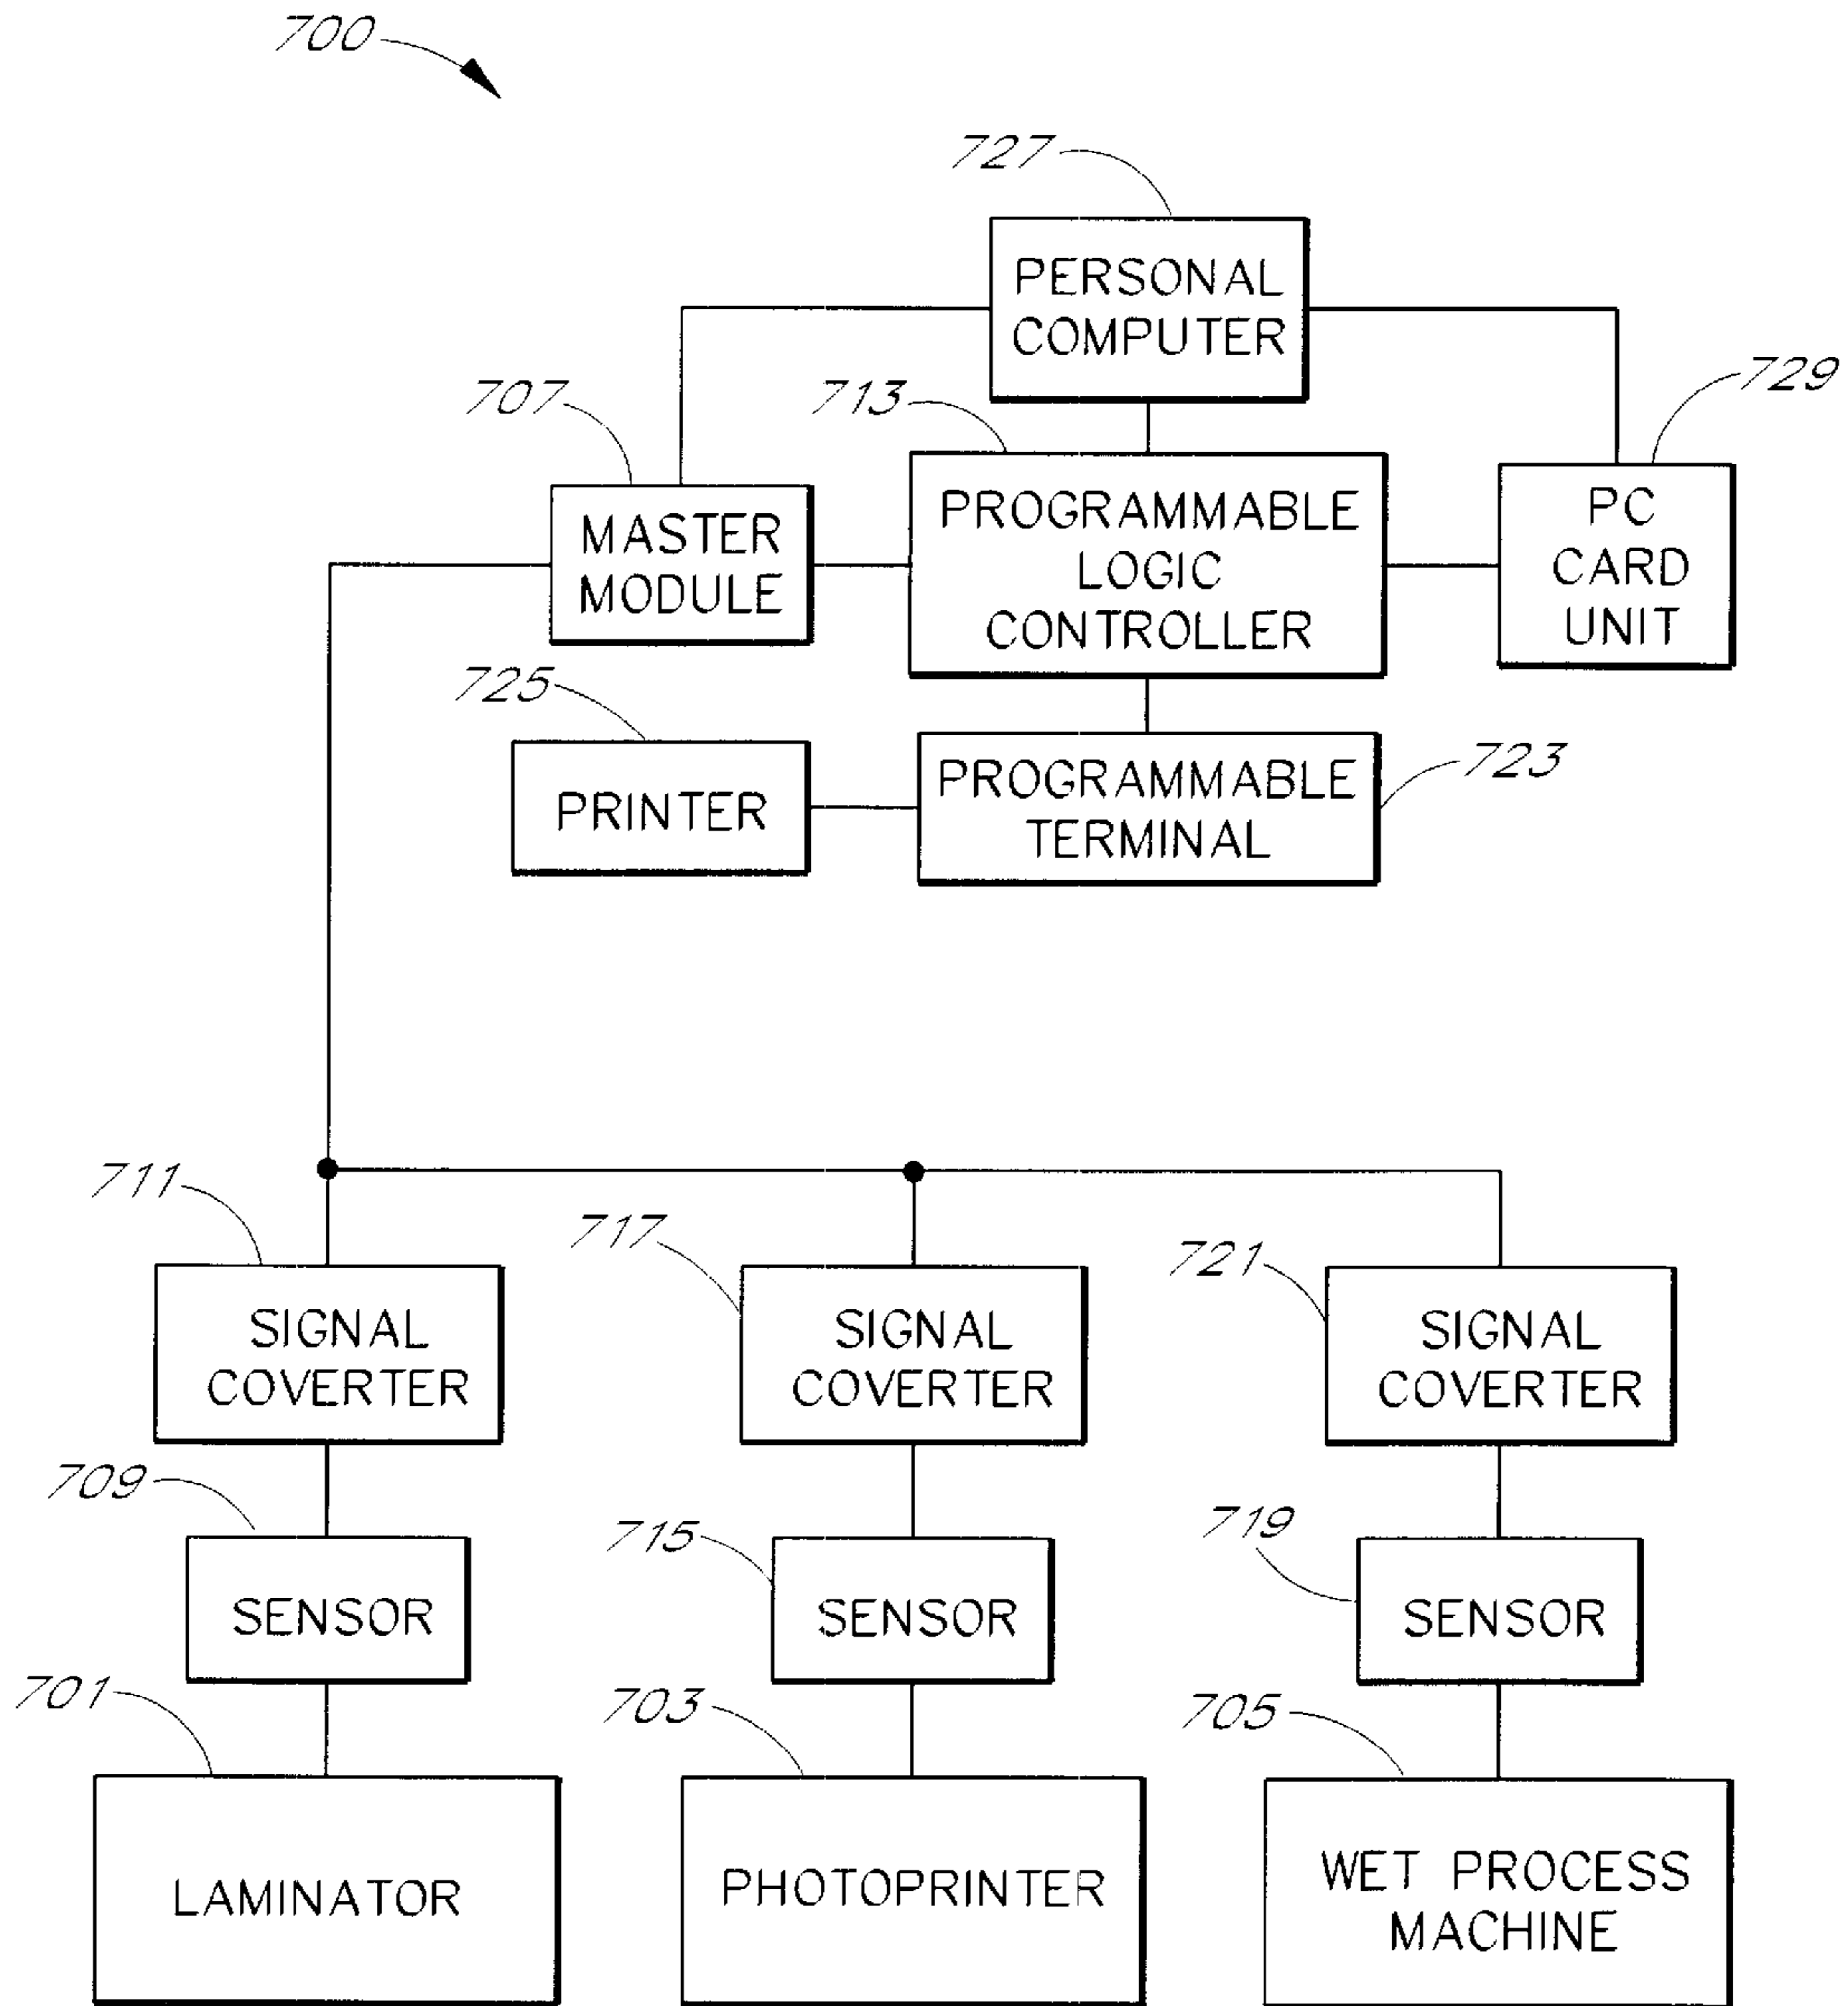 700
727
PERSONAL
COMPUTER
707
713
729
MASTER
MODULE
PROGRAMMABLE
LOGIC
CONTROLLER
PC
CARD
UNIT
725
PRINTER
PROGRAMMABLE
TERMINAL
723
711
717
721
SIGNAL
COVERTER
SIGNAL
COVERTER
SIGNAL
COVERTER
709
715
719
SENSOR
SENSOR
SENSOR
701
703
705
LAMINATOR
PHOTOPRINTER
WET PROCESS
MACHINE